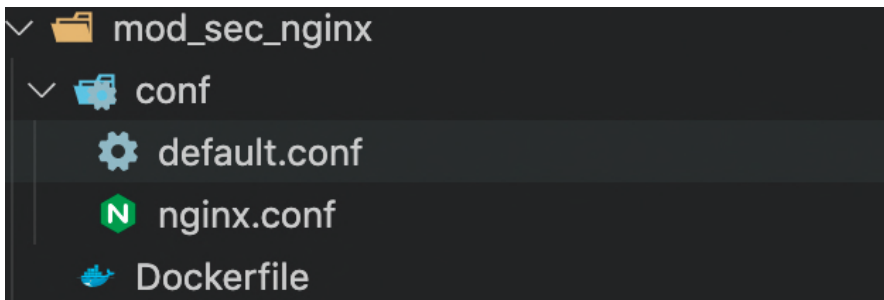 mod_sec_nginx
conf
default.conf
N nginx.conf
Dockerfile